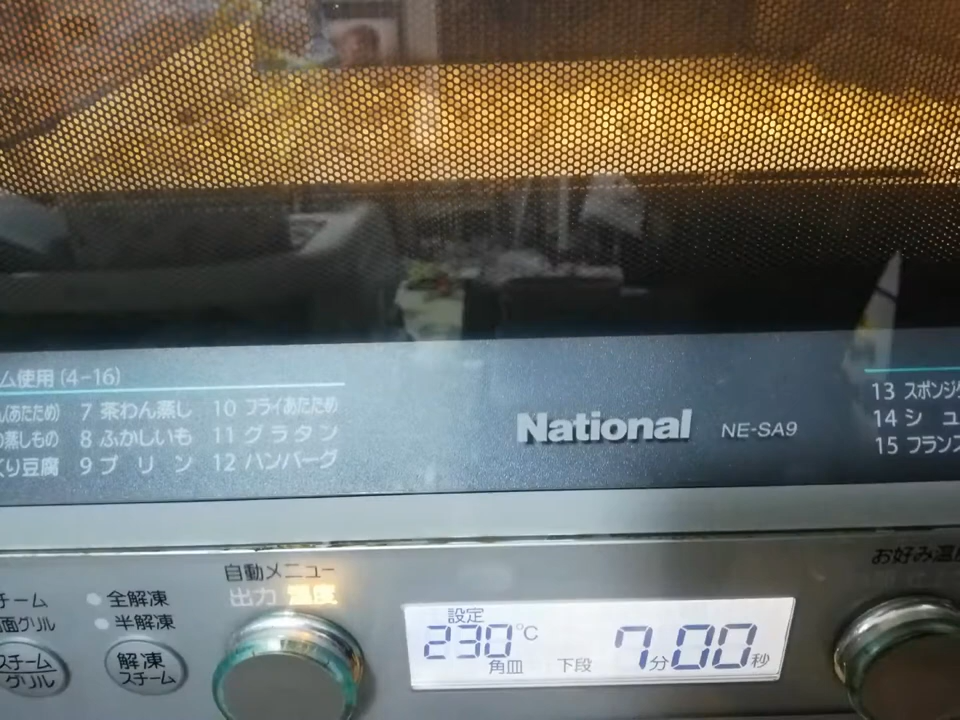 ム使用(4-16)
(あたため) 7 茶わん蒸し 10 フライあたため
蒸しもの 8 ふかしいも 11 グラタン
くり豆腐 9 プリン 12 ハンバーグ
National NE-SA9
13 スポンジ
14 シュ
15 フランス
自動メニュー
出力 温度
お好み温度
チーム
面グリル
全解凍
半解凍
スチーム
グリル
解凍
スチーム
設定
230℃
角皿 下段
7分00秒